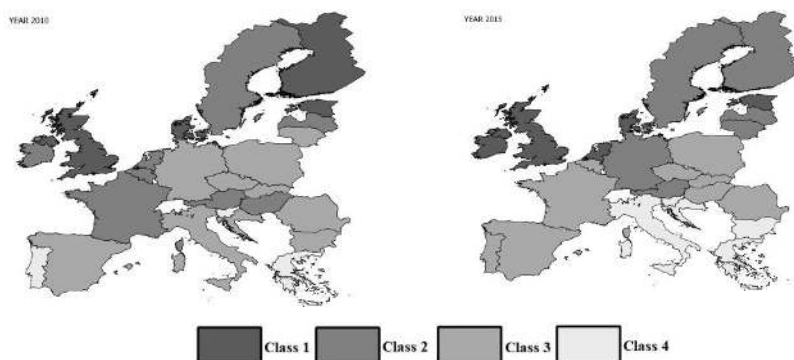 YEAR 2010
YEAR 2015
Class 1
Class 2
Class 3
Class 4